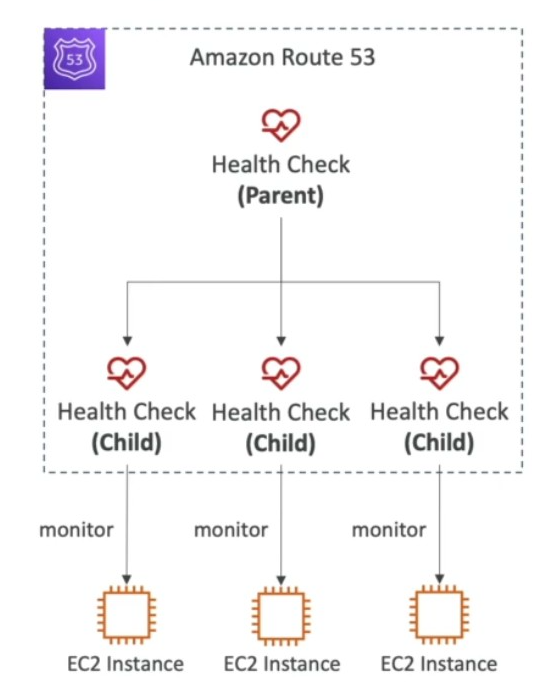 53
Amazon Route 53
Health Check
(Parent)
Health Check
(Child)
Health Check
(Child)
Health Check
(Child)
monitor
monitor
monitor
EC2 Instance
EC2 Instance
EC2 Instance